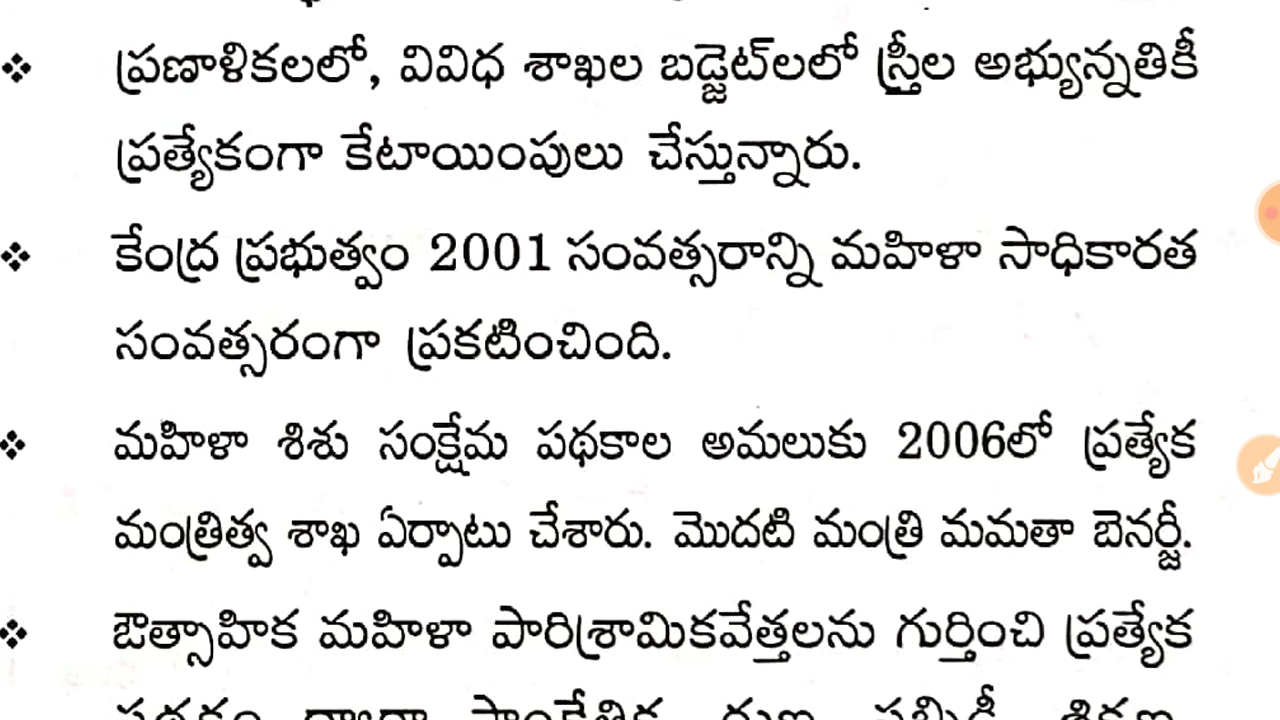 ❖ ప్రణాళికలలో, వివిధ శాఖల బడ్జెట్‌లలో స్త్రీల అభ్యున్నతికీ
ప్రత్యేకంగా కేటాయింపులు చేస్తున్నారు.
❖ కేంద్ర ప్రభుత్వం 2001 సంవత్సరాన్ని మహిళా సాధికారత
సంవత్సరంగా ప్రకటించింది.
❖ మహిళా శిశు సంక్షేమ పథకాల అమలుకు 2006లో ప్రత్యేక
మంత్రిత్వ శాఖ ఏర్పాటు చేశారు. మొదటి మంత్రి మమతా బెనర్జీ.
❖ ఔత్సాహిక మహిళా పారిశ్రామికవేత్తలను గుర్తించి ప్రత్యేక